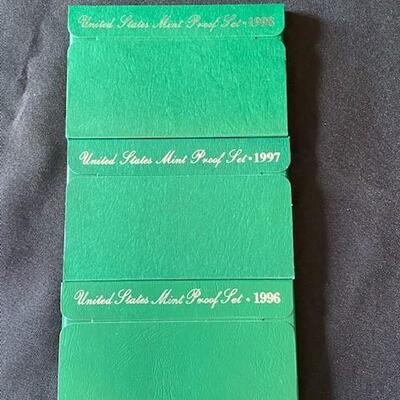 United States Mint Proof Set • 1998
United States Mint Proof Set • 1997
United States Mint Proof Set • 1996